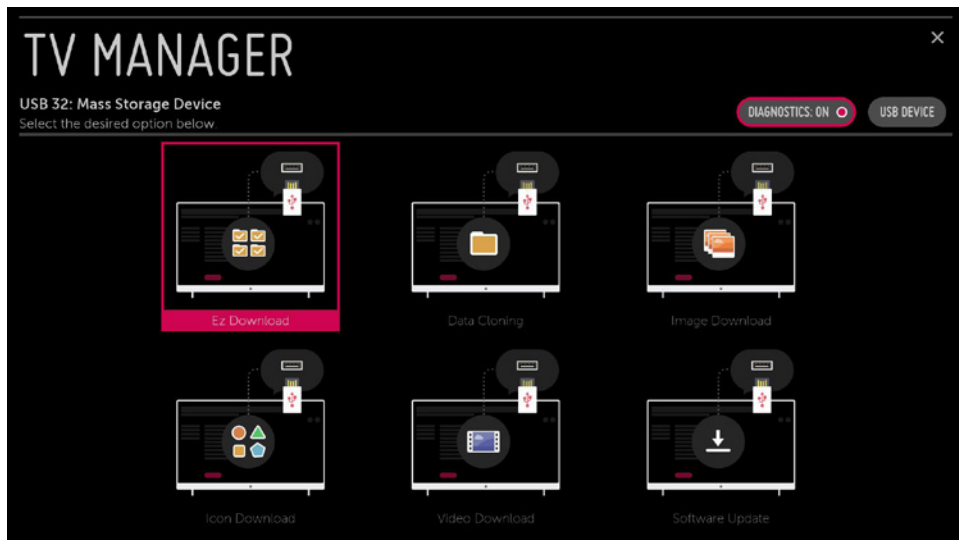 TV MANAGER
USB 32: Mass Storage Device
Select the desired option below.
DIAGNOSTICS: ON
USB DEVICE
Ez Download
Data Cloning
Image Download
Icon Download
Video Download
Software Update